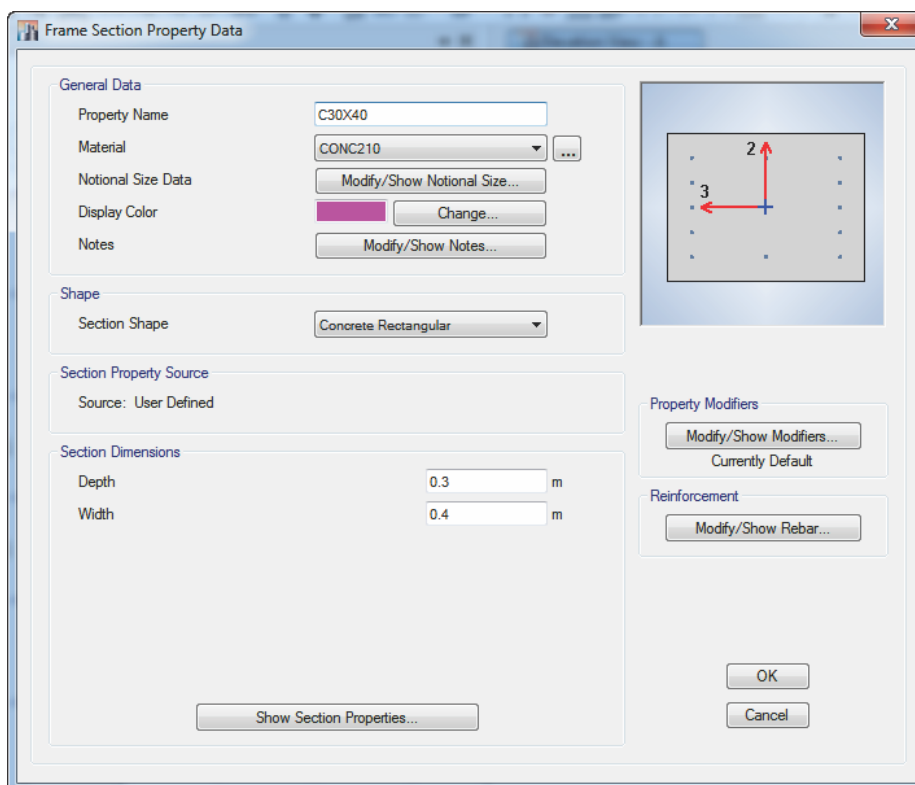 Frame Section Property Data
General Data
Property Name C30X40
Material CONC210 ...
Notional Size Data Modify/Show Notional Size...
Display Color Change...
Notes Modify/Show Notes...
2
3
Shape
Section Shape Concrete Rectangular
Section Property Source
Source: User Defined
Property Modifiers
Modify/Show Modifiers...
Currently Default
Section Dimensions
Depth 0.3 m
Width 0.4 m
Reinforcement
Modify/Show Rebar...
Show Section Properties...
OK
Cancel